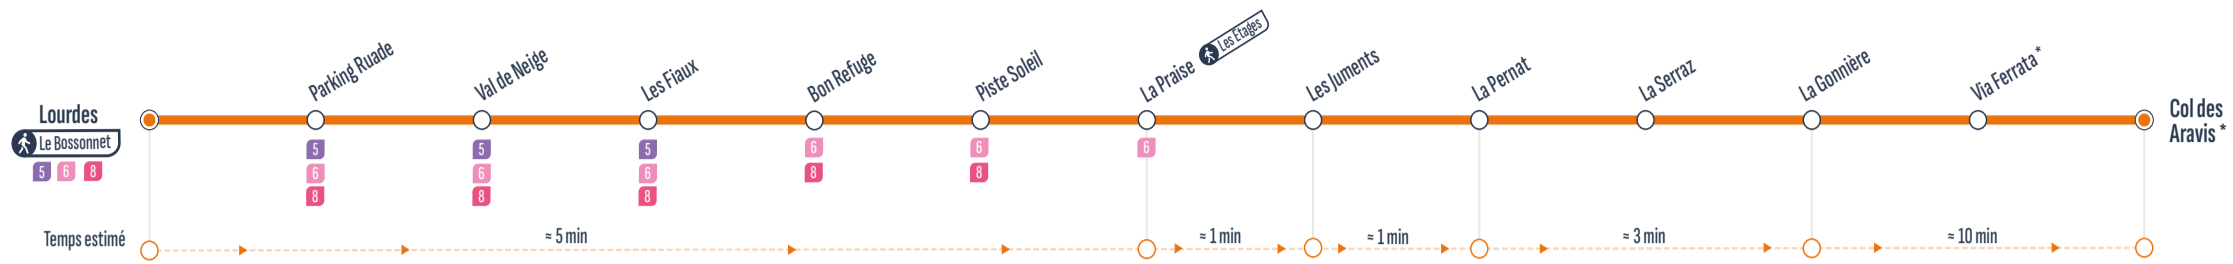 Lourdes
Le Bossonnet
5 6 8
Parking Ruade
5
6
8
Val de Neige
5
6
8
Les Fiaux
5
6
8
Bon Refuge
6
8
Piste Soleil
6
8
La Praise
Les Etages
6
Les Juments
La Pernat
La Serraz
La Gonnière
Via Ferrata *
Col des
Aravis *
Temps estimé
≈ 5 min
≈ 1 min
≈ 1 min
≈ 3 min
≈ 10 min